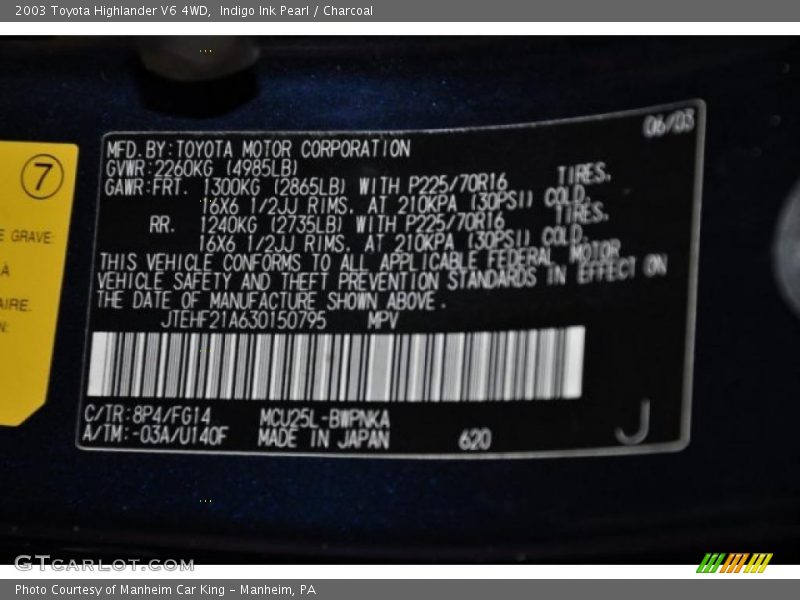 2003 Toyota Highlander V6 4WD,  Indigo Ink Pearl / Charcoal
06/03
MFD. BY: TOYOTA MOTOR CORPORATION
GVWR: 2260KG (4985LB)
GAWR: FRT. 1300KG (2865LB) WITH P225/70R16 TIRES,
16X6 1/2JJ RIMS, AT 210KPA (30PSI) COLD.
RR. 1240KG (2735LB) WITH P225/70R16 TIRES,
16X6 1/2JJ RIMS, AT 210KPA (30PSI) COLD.
THIS VEHICLE CONFORMS TO ALL APPLICABLE FEDERAL MOTOR
VEHICLE SAFETY AND THEFT PREVENTION STANDARDS IN EFFECT ON
THE DATE OF MANUFACTURE SHOWN ABOVE.
JTEHF21A630150795 MPV
C/TR: 8P4/FG14 MCU25L-BWPNKA
A/TM: -03A/U140F MADE IN JAPAN 620
J
7
E GRAVE:
À
AIRE.
N:
GTCARLOT.COM
Photo Courtesy of Manheim Car King - Manheim, PA